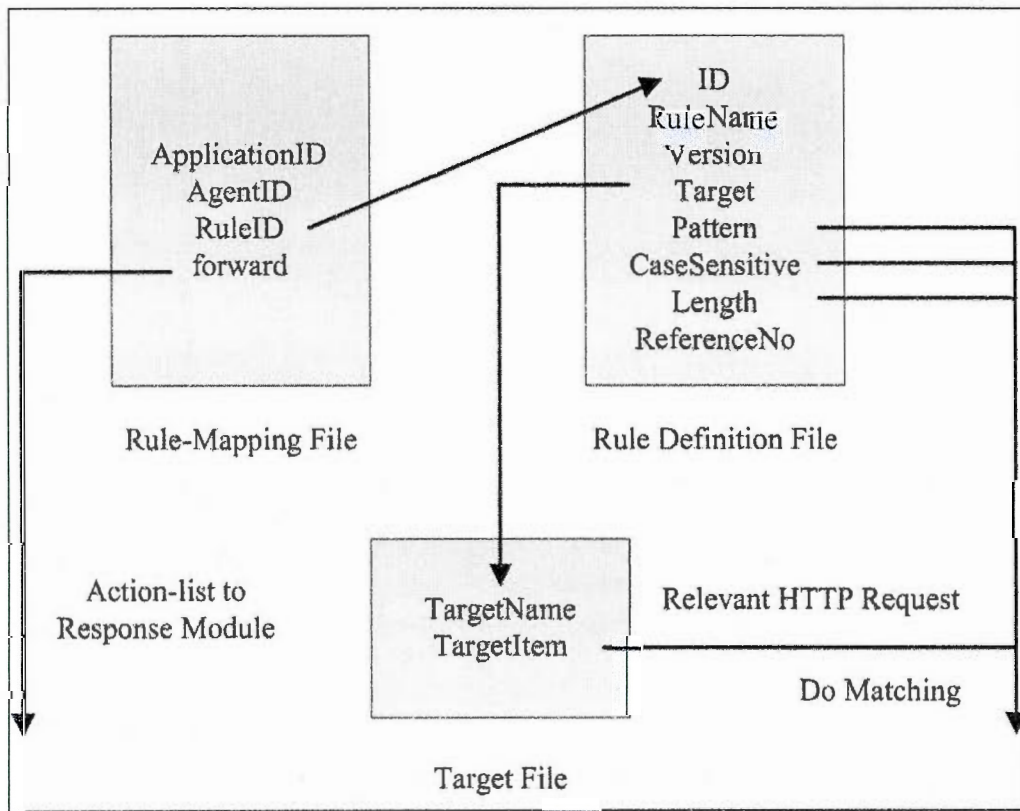 ApplicationID
AgentID
RuleID
forward
Rule-Mapping File
ID
RuleName
Version
Target
Pattern
CaseSensitive
Length
ReferenceNo
Rule Definition File
Action-list to
Response Module
TargetName
TargetItem
Target File
Relevant HTTP Request
Do Matching